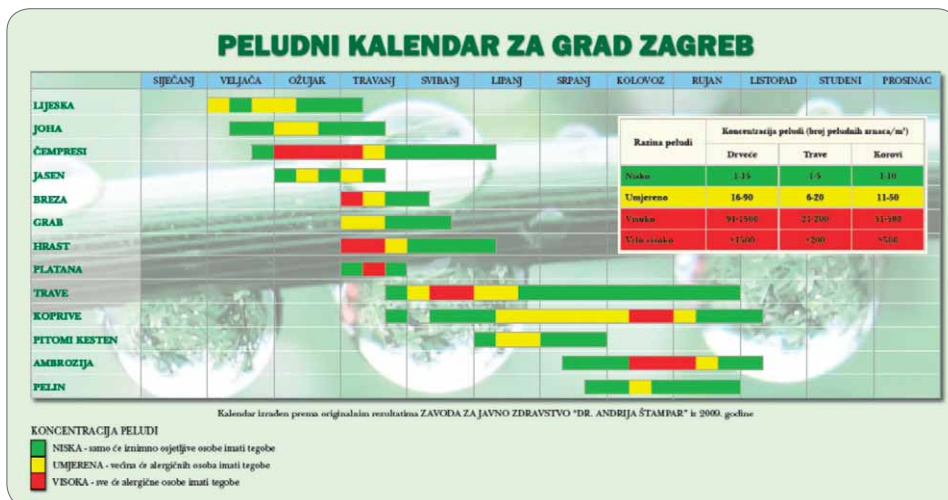 PELUDNI KALENDAR ZA GRAD ZAGREB
SIJEČANJ VELJAČA OŽUJAK TRAVANJ SVIBANJ LIPANJ SRPANJ KOLOVOZ RUJAN LISTOPAD STUDENI PROSINAC
LIJESKA
JOHA
ČEMPRESI
JASEN
BREZA
GRAB
HRAST
PLATANA
TRAVE
KOPRIVE
PITOMI KESTEN
AMBROZIJA
PELIN
Razina peludi Koncentracija peludi (broj peludnih zrnaca/m³)
Drveće Trave Korovi
Nisko 1-15 1-5 1-10
Umjereno 16-90 6-20 11-50
Visoko 91-1500 21-200 51-500
Vrlo visoko >1500 >200 >500
Kalendar izrađen prema originalnim rezultatima ZAVODA ZA JAVNO ZDRAVSTVO "DR. ANDRIJA ŠTAMPAR" iz 2009. godine
KONCENTRACIJA PELUDI
NISKA - samo će iznimno osjetljive osobe imati tegobe
UMJERENA - većina će alergičnih osoba imati tegobe
VISOKA - sve će alergične osobe imati tegobe